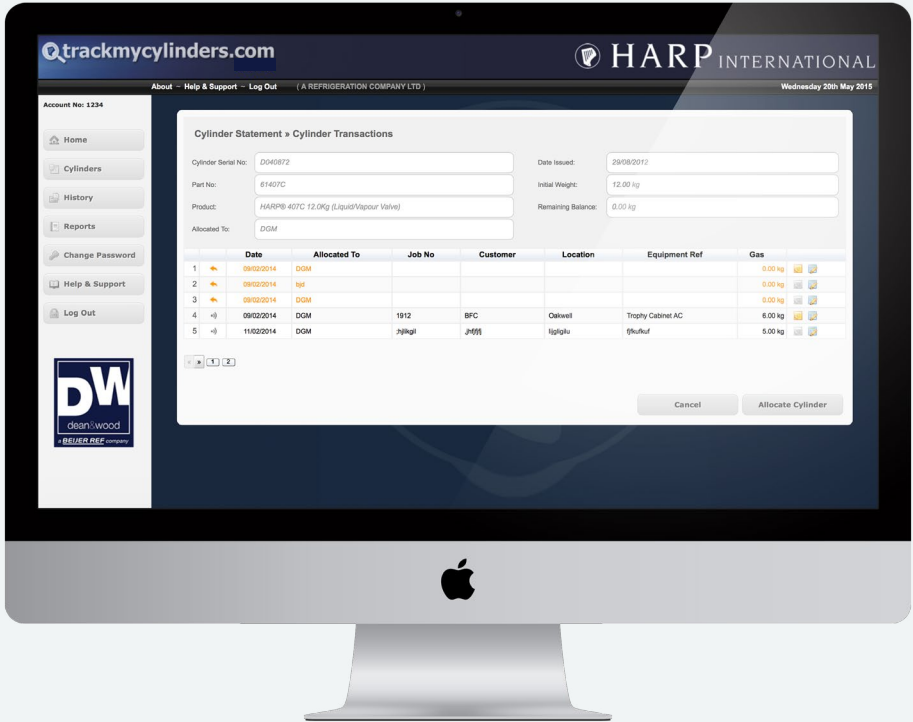 trackmycylinders.com
HARP INTERNATIONAL
About - Help & Support - Log Out ( A REFRIGERATION COMPANY LTD ) Wednesday 20th May 2015
Account No: 1234
Home
Cylinders
History
Reports
Change Password
Help & Support
Log Out
DW
dean&wood
a BEIJER REF company
Cylinder Statement » Cylinder Transactions
Cylinder Serial No: D040872 Date Issued: 29/08/2012
Part No: 61407C Initial Weight: 12.00 kg
Product: HARP® 407C 12.0Kg (Liquid/Vapour Valve) Remaining Balance: 0.00 kg
Allocated To: DGM
Date Allocated To Job No Customer Location Equipment Ref Gas
1 09/02/2014 DGM 0.00 kg
2 09/02/2014 bjd 0.00 kg
3 09/02/2014 DGM 0.00 kg
4 09/02/2014 DGM 1912 BFC Oakwell Trophy Cabinet AC 6.00 kg
5 11/02/2014 DGM 5.00 kg
« » 1 2
Cancel Allocate Cylinder